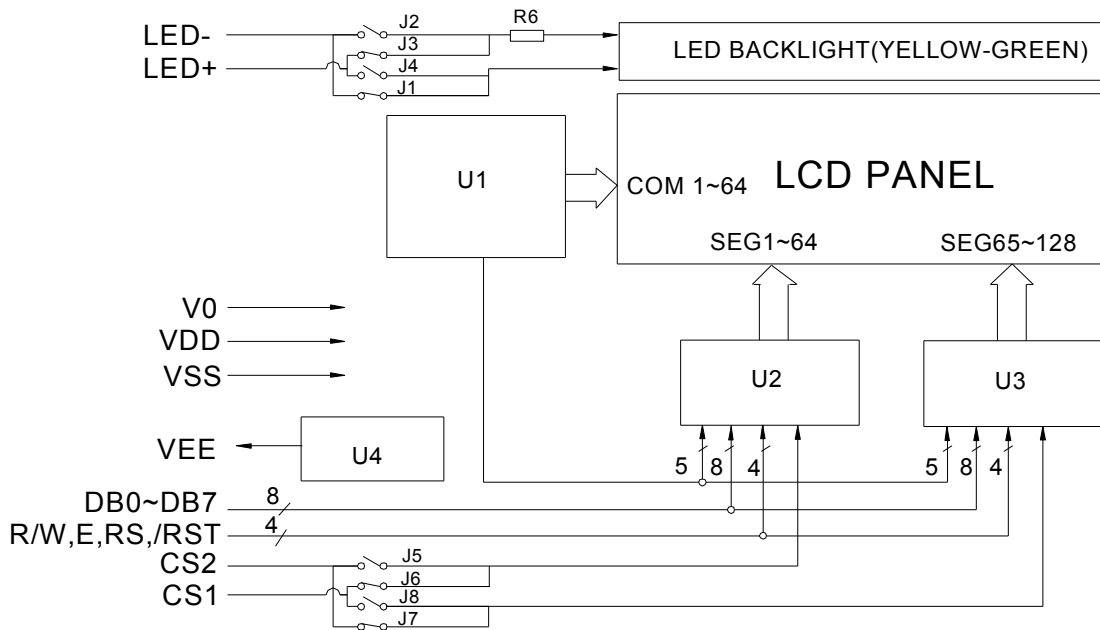 LED-
LED+
J2
J3
J4
J1
R6
LED BACKLIGHT(YELLOW-GREEN)
U1
COM 1~64
LCD PANEL
SEG1~64
SEG65~128
V0
VDD
VSS
VEE
U4
U2
U3
5
8
4
5
8
4
DB0~DB7
8
R/W,E,RS,/RST
4
CS2
CS1
J5
J6
J8
J7